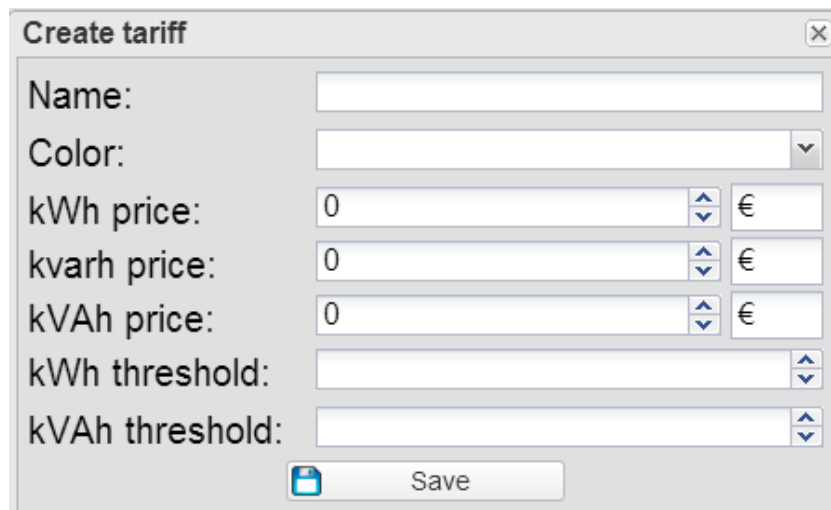 Create tariff
Name:
Color:
kWh price: 0 €
kvarh price: 0 €
kVAh price: 0 €
kWh threshold:
kVAh threshold:
Save